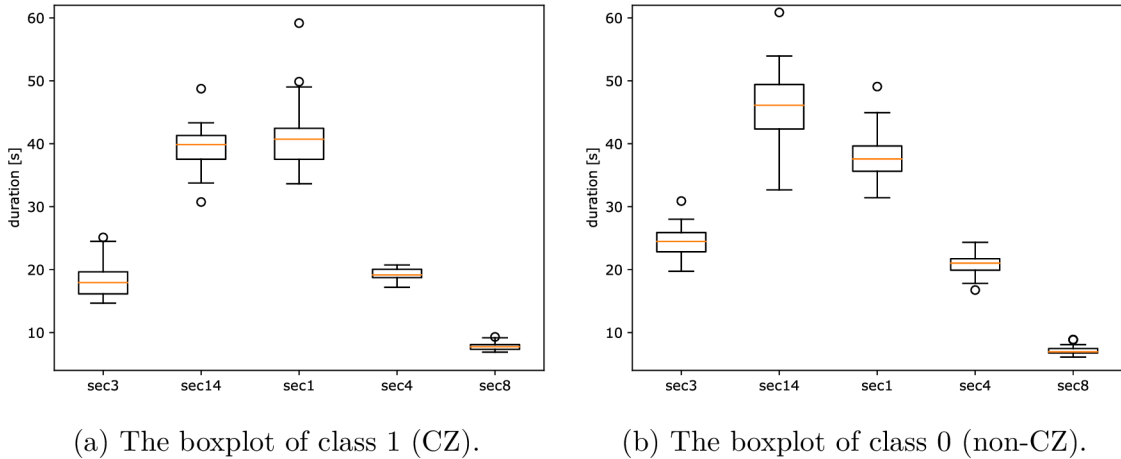 60
50
40
30
20
10
duration [s]
sec3 sec14 sec1 sec4 sec8
(a) The boxplot of class 1 (CZ).
60
50
40
30
20
10
duration [s]
sec3 sec14 sec1 sec4 sec8
(b) The boxplot of class 0 (non-CZ).